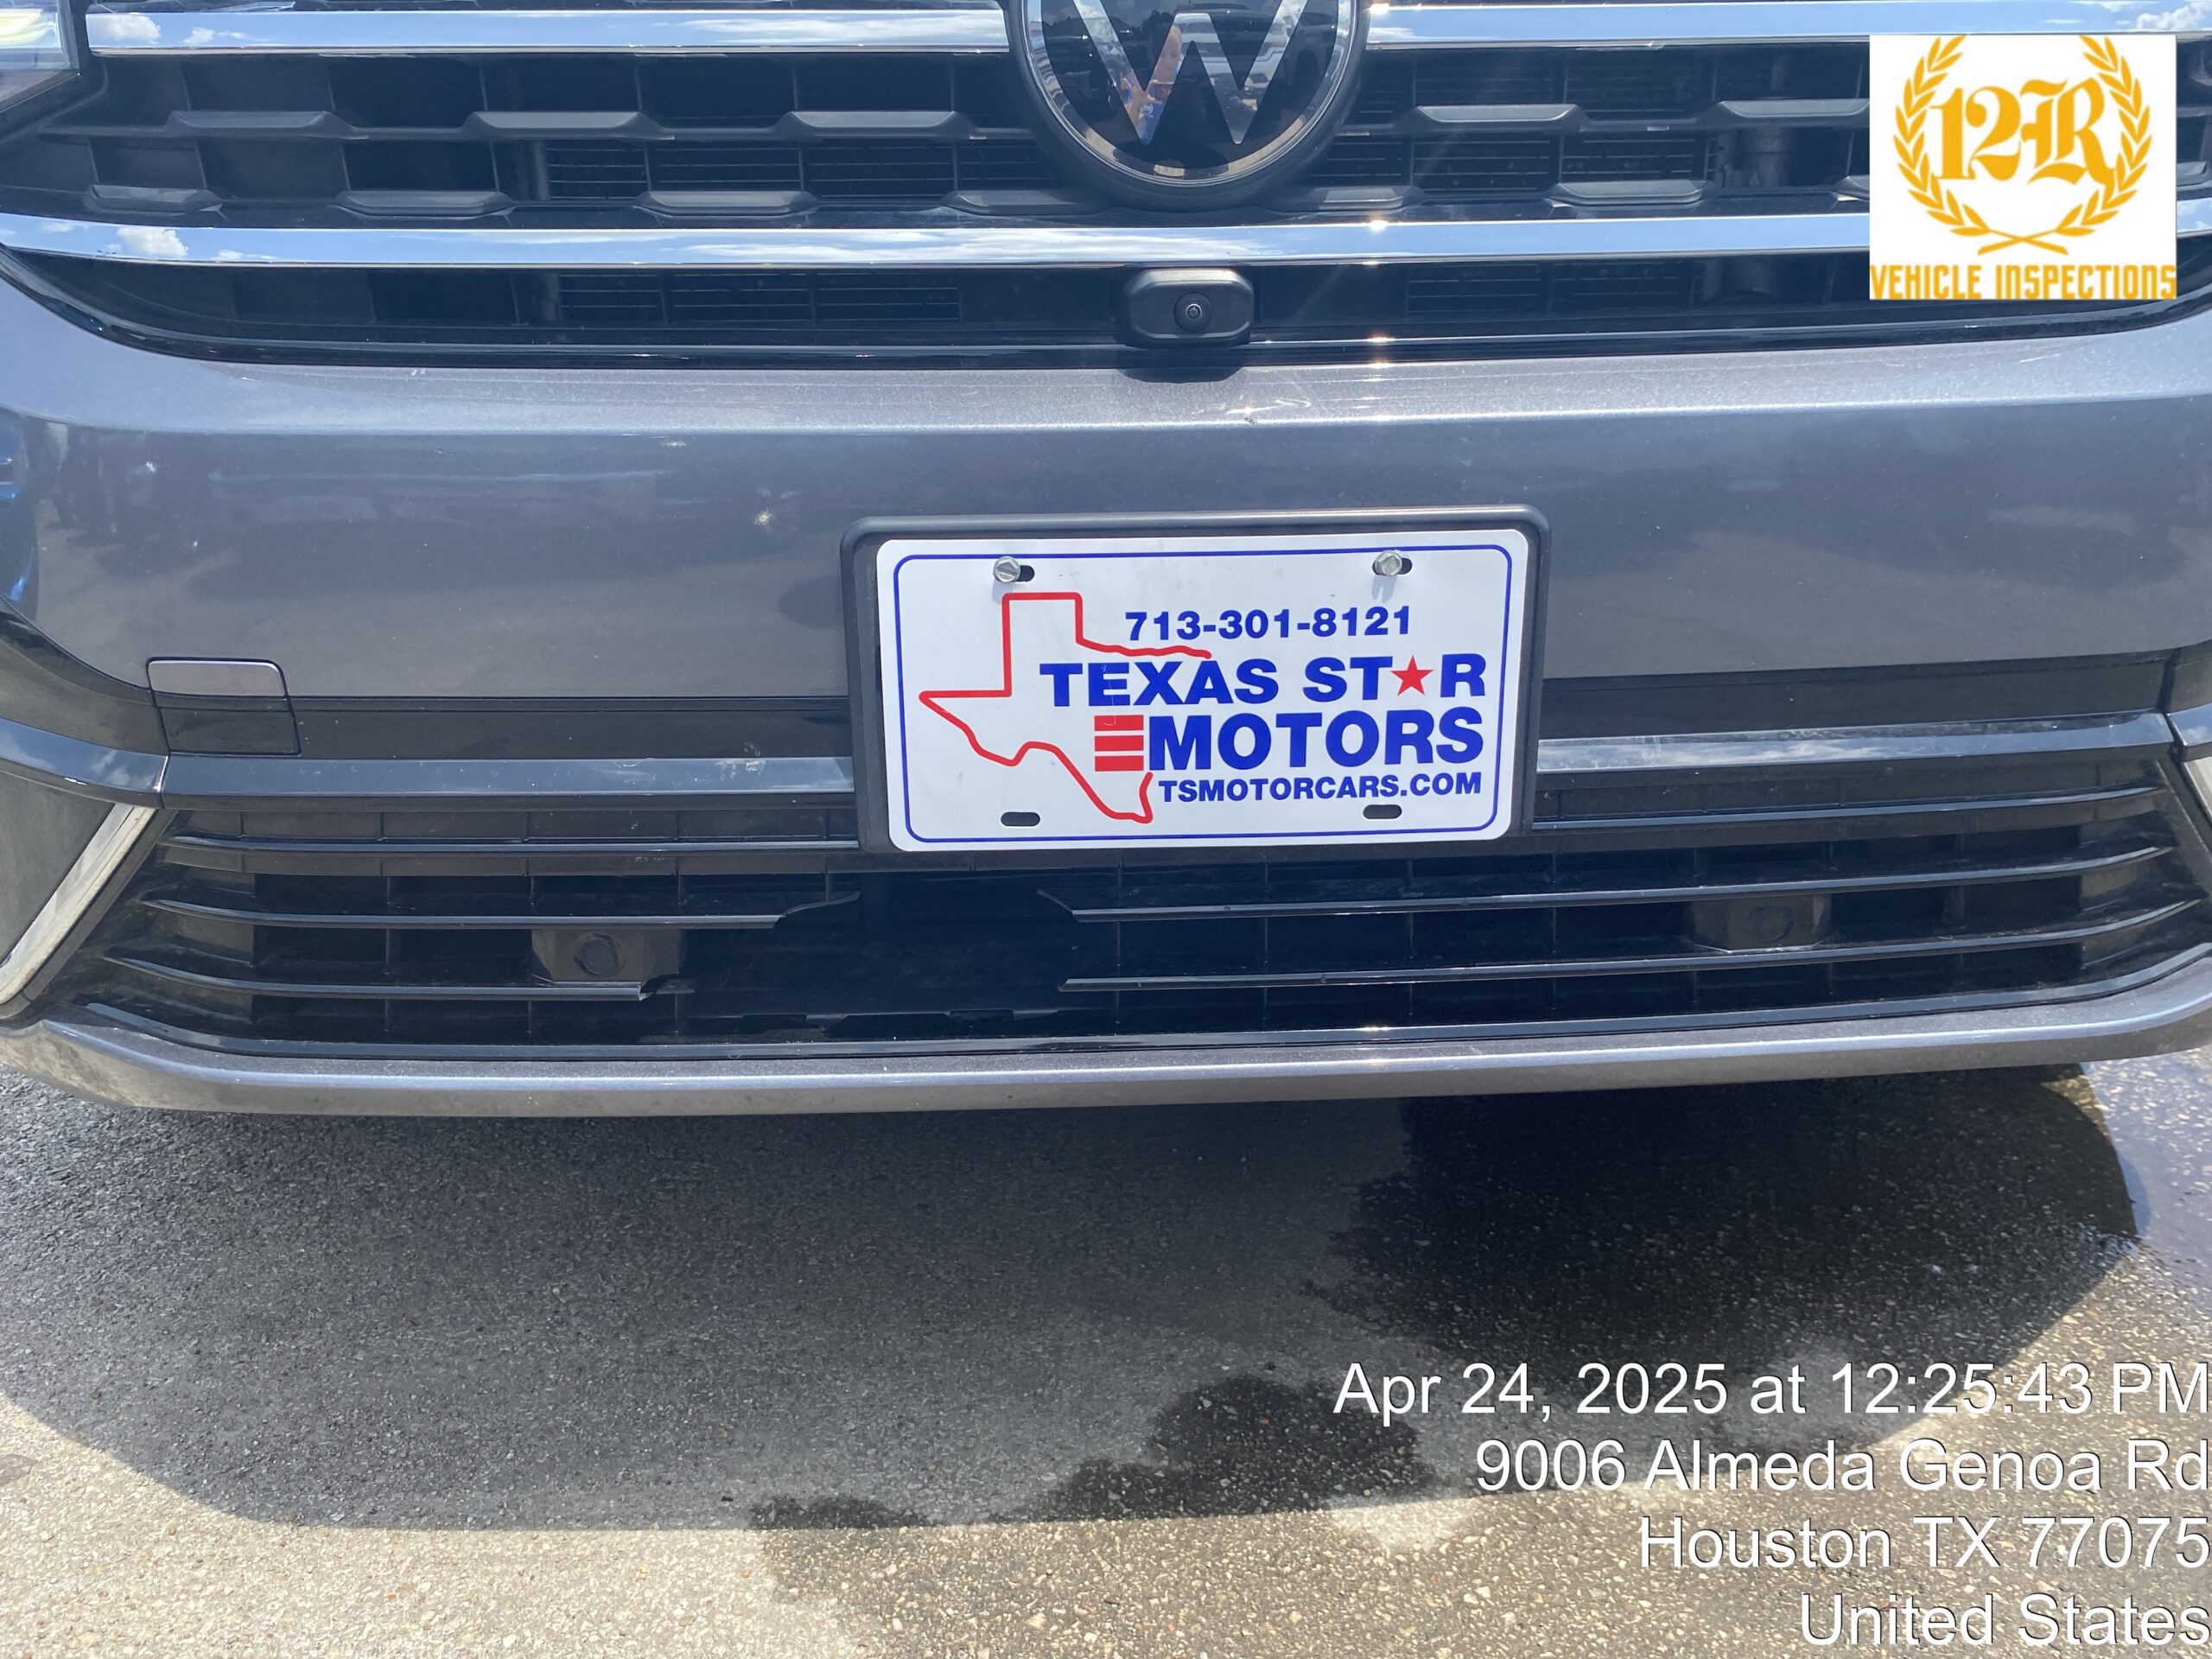 12R
VEHICLE INSPECTIONS
713-301-8121
TEXAS ST★R
MOTORS
TSMOTORCARS.COM
Apr 24, 2025 at 12:25:43 PM
9006 Almeda Genoa Rd
Houston TX 77075
United States